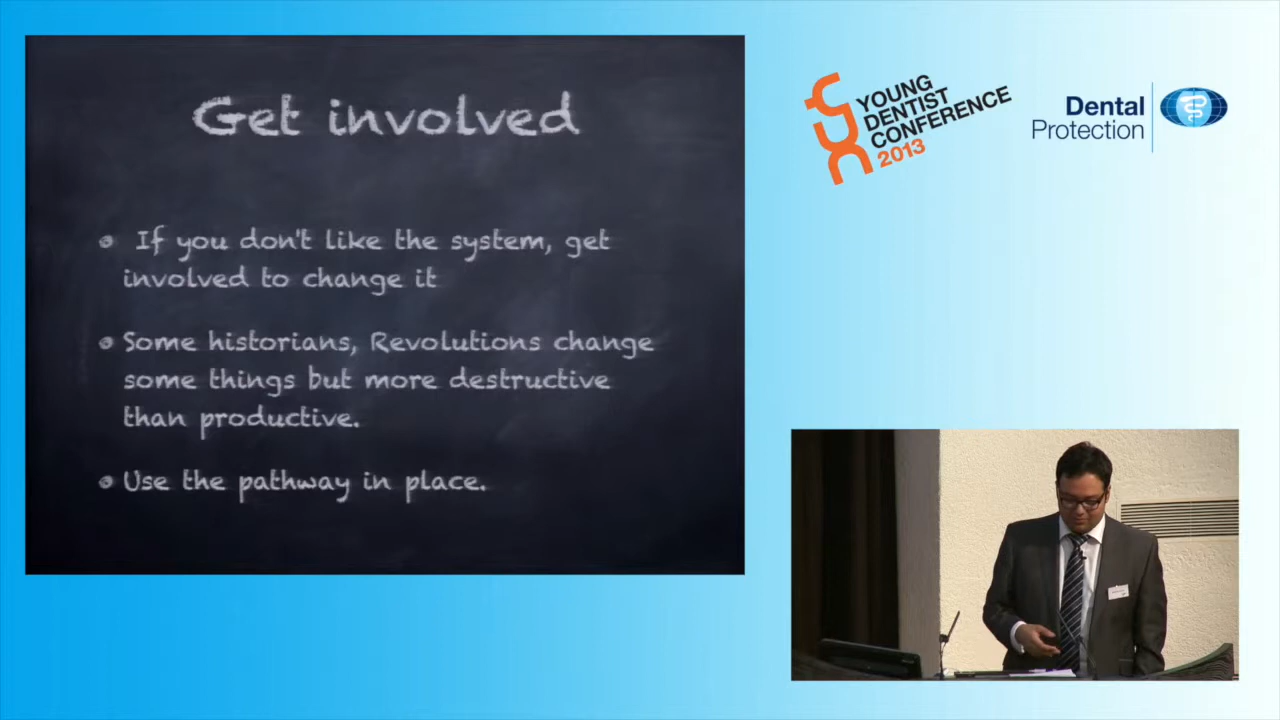 Get involved
If you don't like the system, get
involved to change it
Some historians, Revolutions change
some things but more destructive
than productive.
Use the pathway in place.
YOUNG
DENTIST
CONFERENCE
2013
Dental
Protection